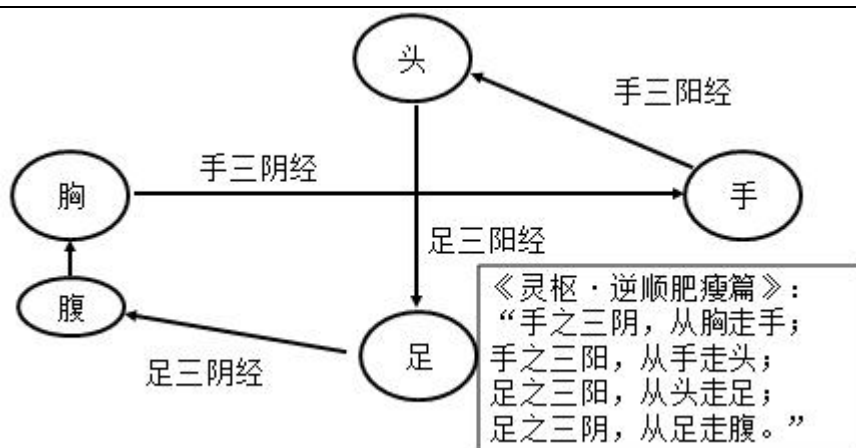 头
手三阳经
手三阴经
胸
手
足三阳经
腹
足
足三阴经
《灵枢·逆顺肥瘦篇》:
“手之三阴，从胸走手;
手之三阳，从手走头;
足之三阳，从头走足;
足之三阴，从足走腹。”